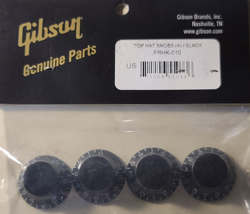 Gibson
Genuine Parts
Gibson Brands, Inc.
Nashville, TN
www.gibson.com
TOP HAT KNOBS (4) / BLACK
PRHK-010
US